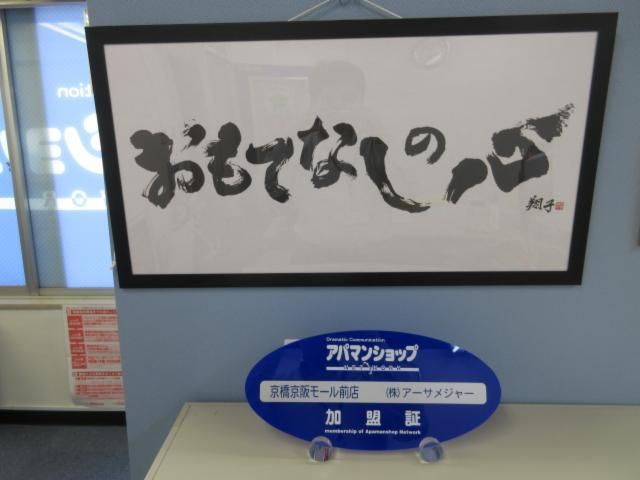 おもてなしの心
翔子
Dramatic Communication
アパマンショップ
NETWORK
京橋京阪モール前店 (株)アーサメジャー
加盟証
membership of Apamanshop Network